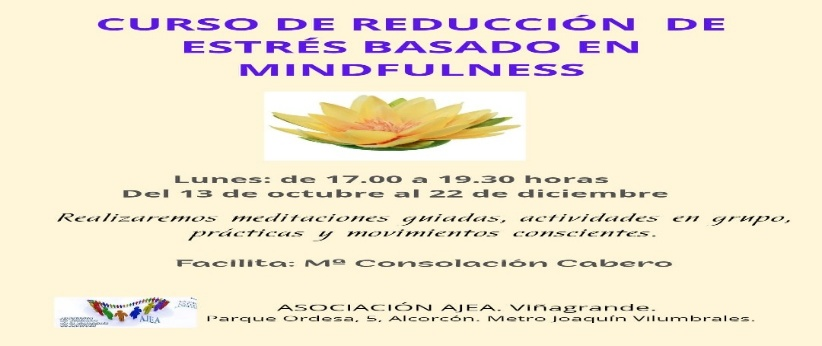 CURSO DE REDUCCIÓN DE
ESTRÉS BASADO EN
MINDFULNESS
Lunes: de 17.00 a 19.30 horas
Del 13 de octubre al 22 de diciembre
Realizaremos meditaciones guiadas, actividades en grupo,
prácticas y movimientos conscientes.
Facilita: Mª Consolación Cabero
AJEA
ASOCIACIÓN AJEA. Viñagrande.
Parque Ordesa, 5, Alcorcón. Metro Joaquín Vilumbrales.